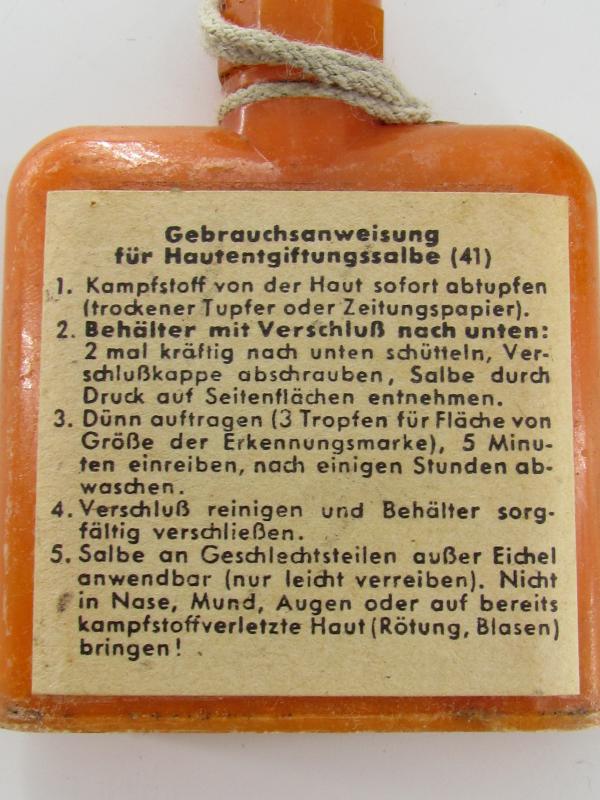 Gebrauchsanweisung
für Hautentgiftungssalbe (41)
1. Kampfstoff von der Haut sofort abtupfen
(trockener Tupfer oder Zeitungspapier).
2. Behälter mit Verschluß nach unten:
2 mal kräftig nach unten schütteln, Ver-
schlußkappe abschrauben, Salbe durch
Druck auf Seitenflächen entnehmen.
3. Dünn auftragen (3 Tropfen für Fläche von
Größe der Erkennungsmarke), 5 Minu-
ten einreiben, nach einigen Stunden ab-
waschen.
4. Verschluß reinigen und Behälter sorg-
fältig verschließen.
5. Salbe an Geschlechtsteilen außer Eichel
anwendbar (nur leicht verreiben). Nicht
in Nase, Mund, Augen oder auf bereits
kampfstoffverletzte Haut (Rötung, Blasen)
bringen!